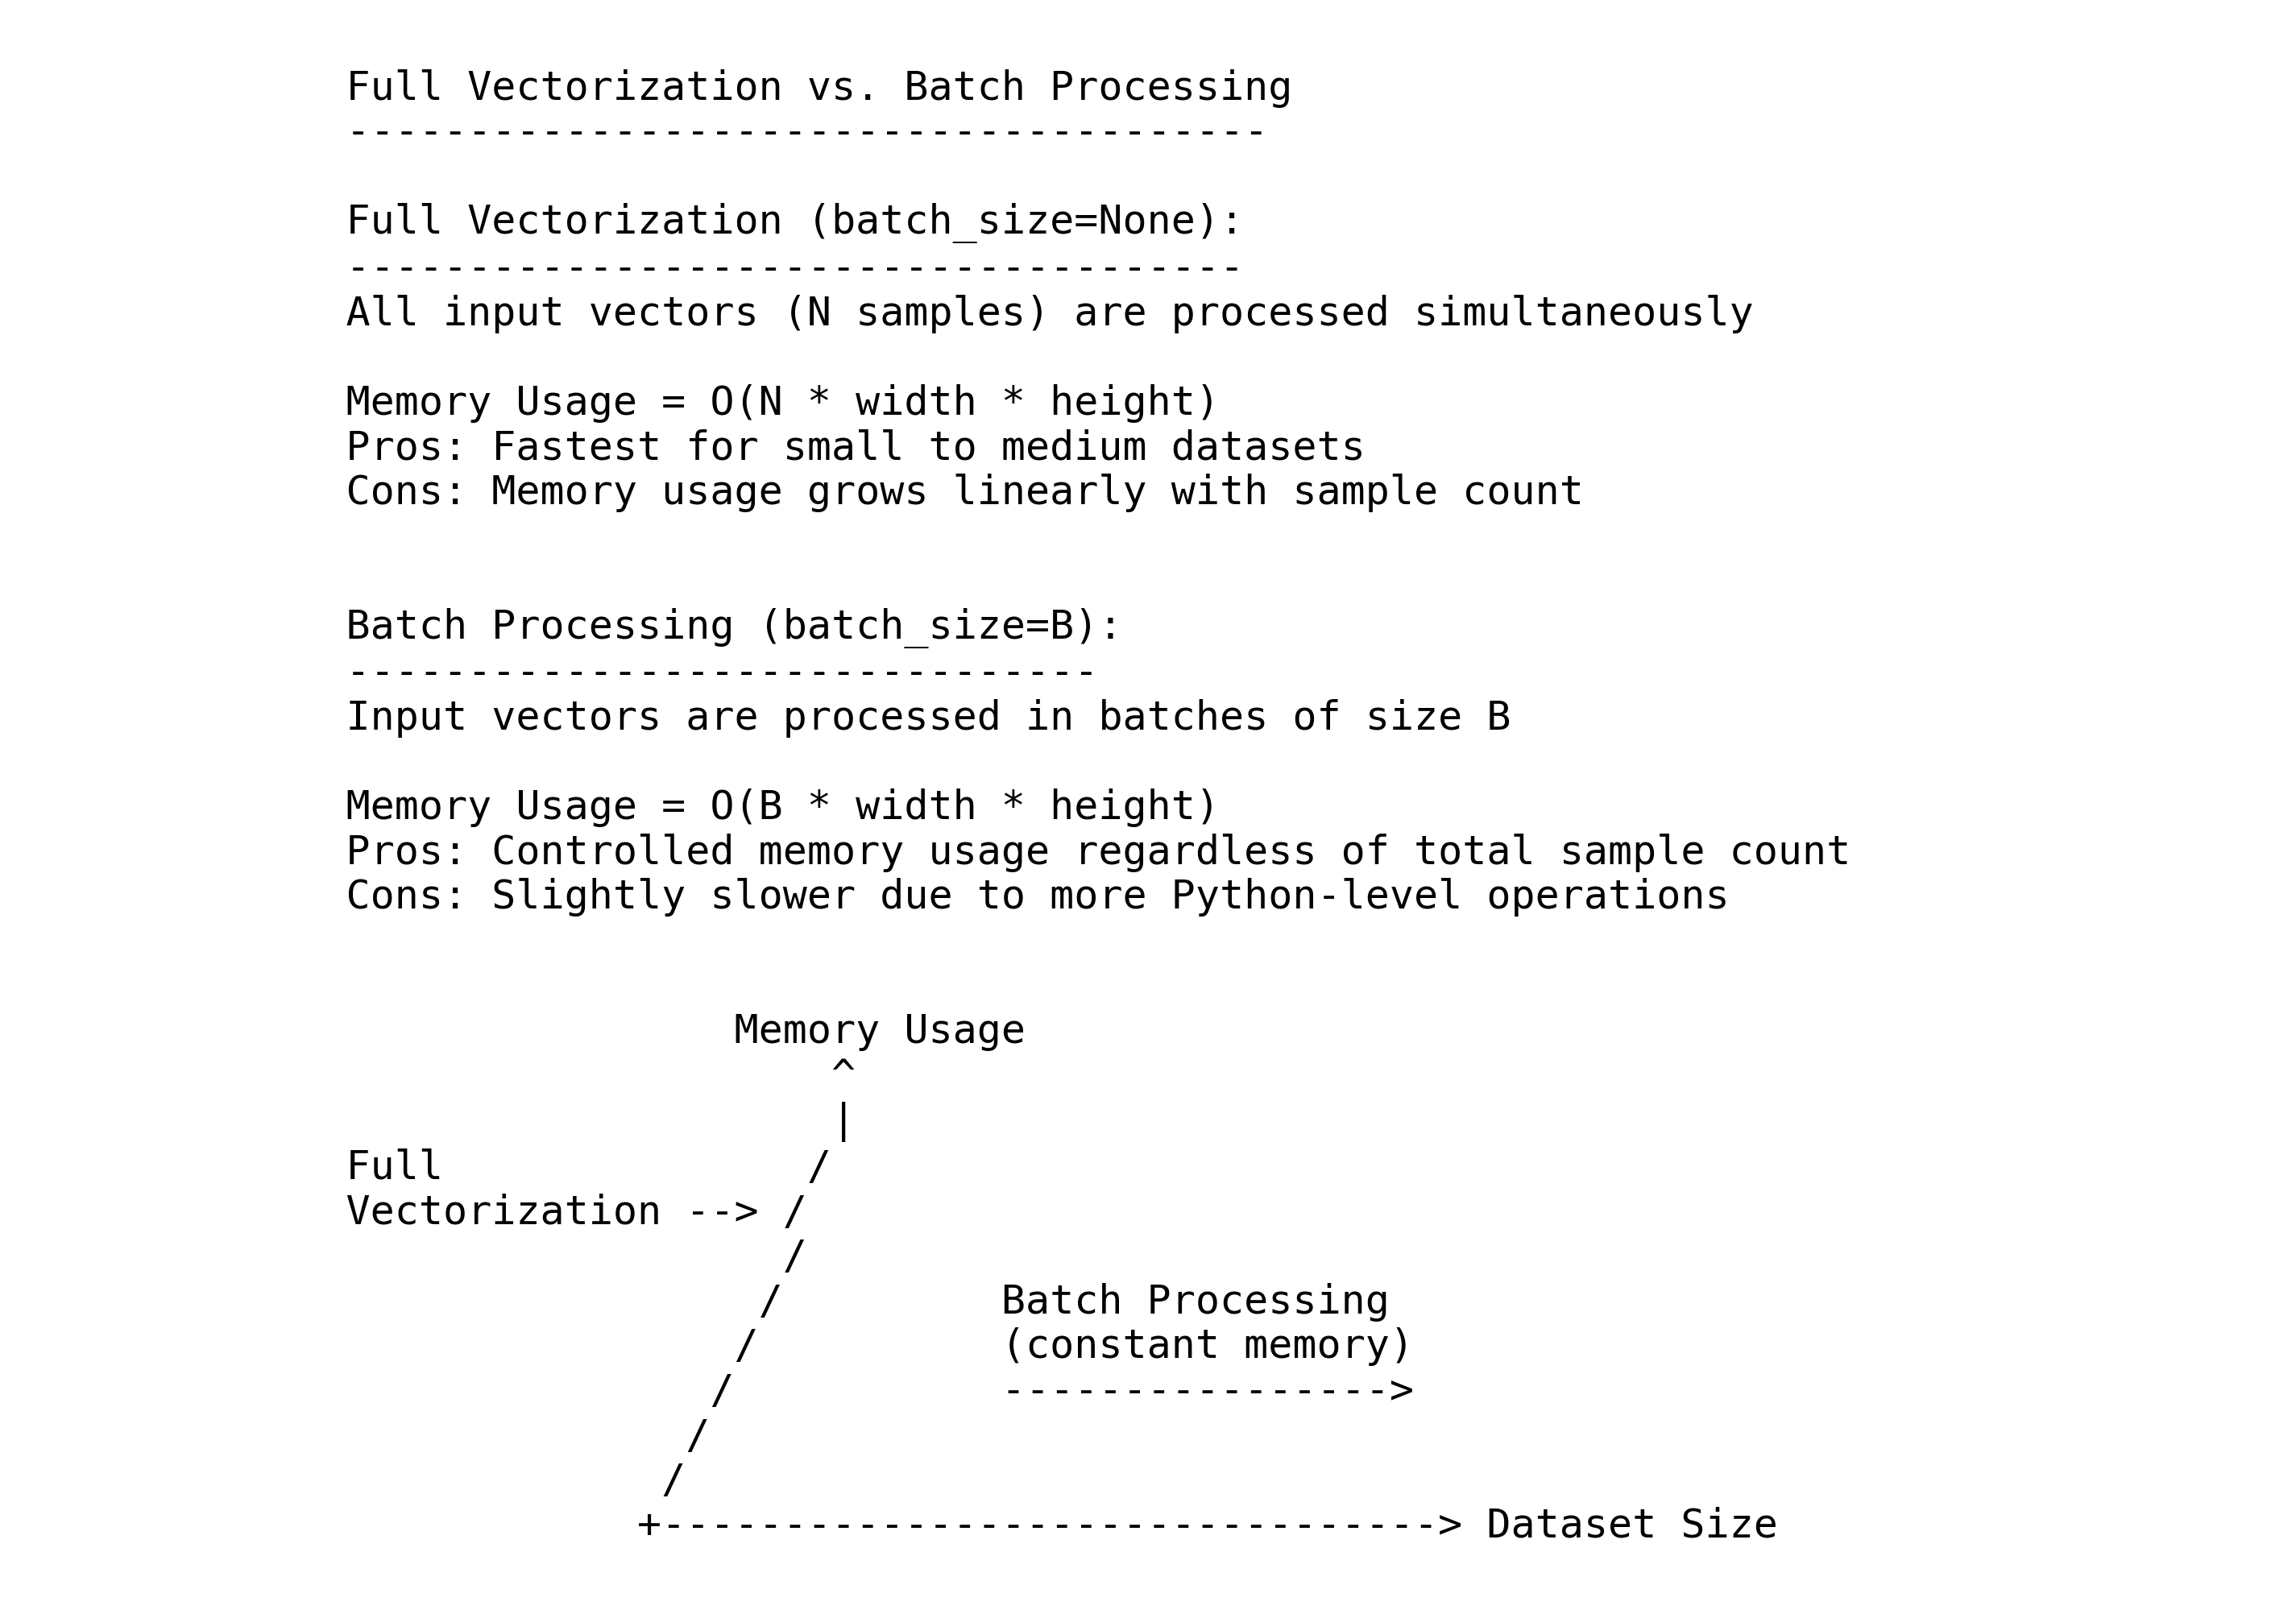 Full Vectorization vs. Batch Processing
--------------------------------------

Full Vectorization (batch_size=None):
-------------------------------------
All input vectors (N samples) are processed simultaneously

Memory Usage = O(N * width * height)
Pros: Fastest for small to medium datasets
Cons: Memory usage grows linearly with sample count


Batch Processing (batch_size=B):
-------------------------------
Input vectors are processed in batches of size B

Memory Usage = O(B * width * height)
Pros: Controlled memory usage regardless of total sample count
Cons: Slightly slower due to more Python-level operations


                Memory Usage
                    ^
                    |
Full               /
Vectorization --> /
                  /
                 /         Batch Processing
                /          (constant memory)
               /           ---------------->
              /
             /
            +--------------------------------> Dataset Size